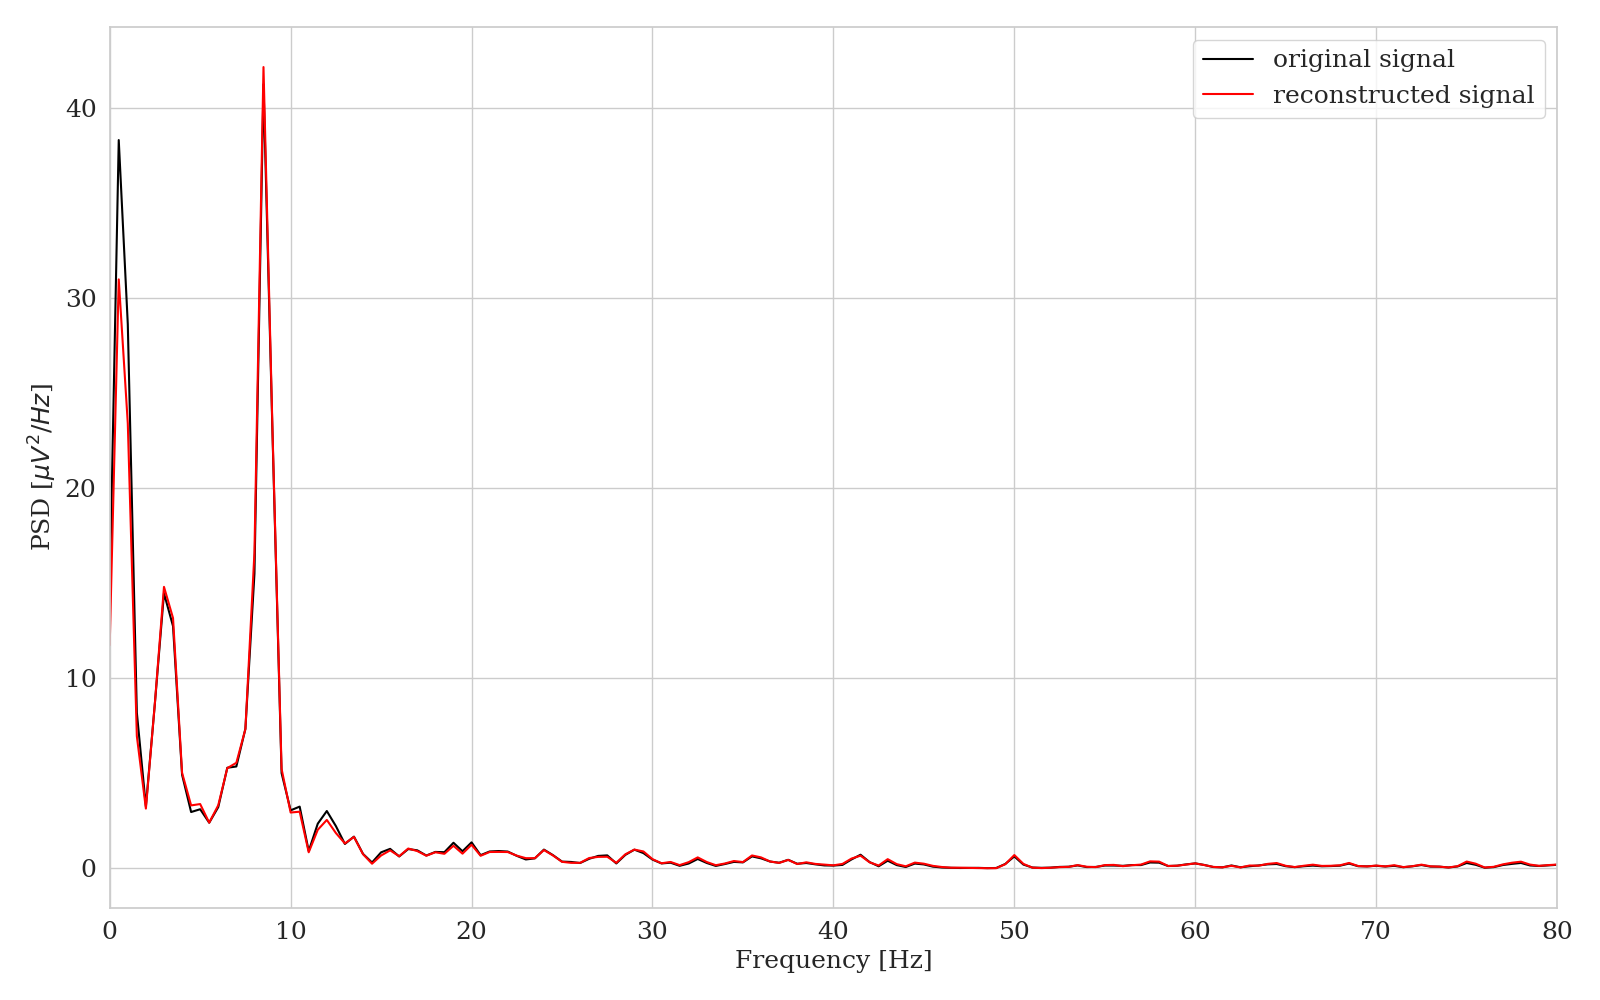 original signal
reconstructed signal
PSD [μV²/Hz]
40
30
20
10
0
0 10 20 30 40 50 60 70 80
Frequency [Hz]